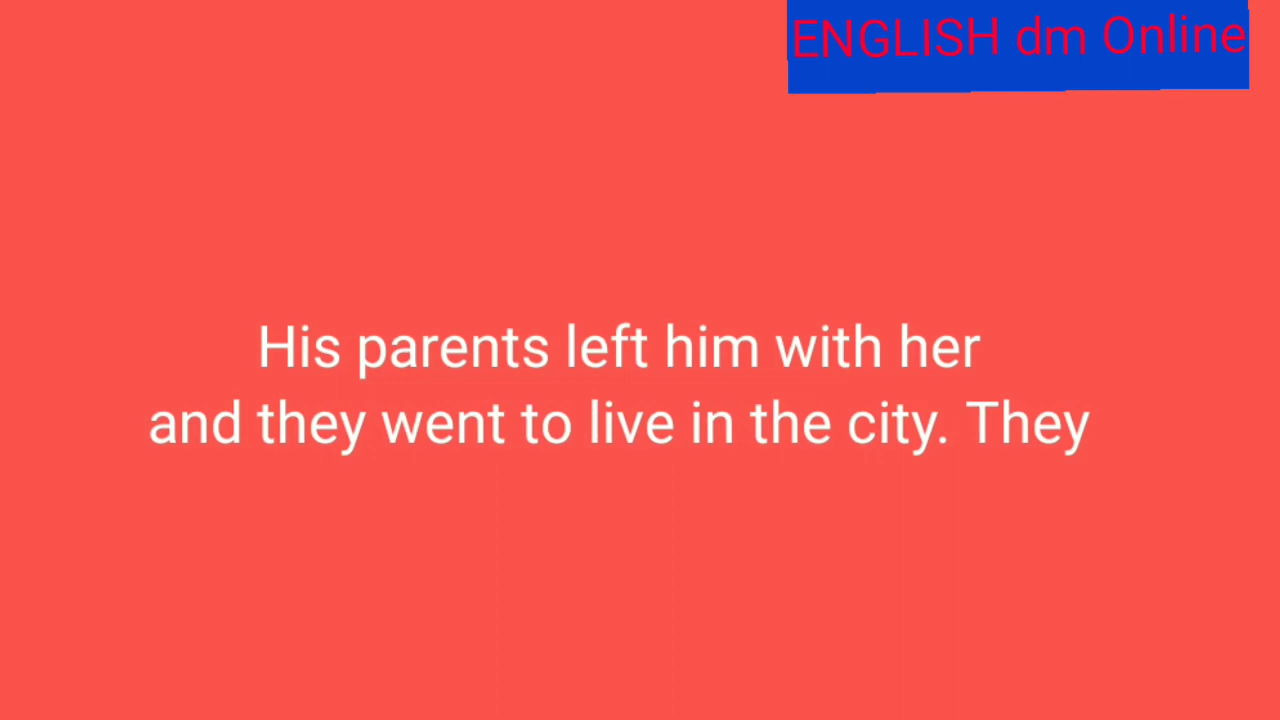 ENGLISH dm Online
His parents left him with her
and they went to live in the city. They